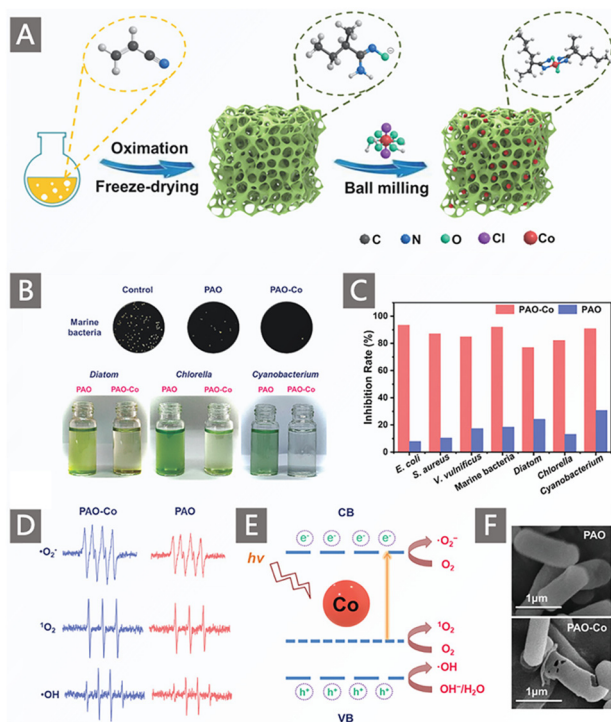 A
Oximation
Freeze-drying
Ball milling
C
N
O
Cl
Co
B
Control
PAO
PAO-Co
Marine
bacteria
Diatom
Chlorella
Cyanobacterium
PAO
PAO-Co
PAO
PAO-Co
PAO
PAO-Co
C
PAO-Co
PAO
Inhibition Rate (%)
100
80
60
40
20
0
E. coli
S. aureus
V. vulnificus
Marine bacteria
Diatom
Chlorella
Cyanobacterium
D
PAO-Co
PAO
•O₂⁻
¹O₂
•OH
E
CB
e⁻ e⁻ e⁻ e⁻
hν
Co
•O₂⁻
O₂
¹O₂
O₂
•OH
OH⁻/H₂O
h⁺ h⁺ h⁺ h⁺
VB
F
PAO
1μm
PAO-Co
1μm